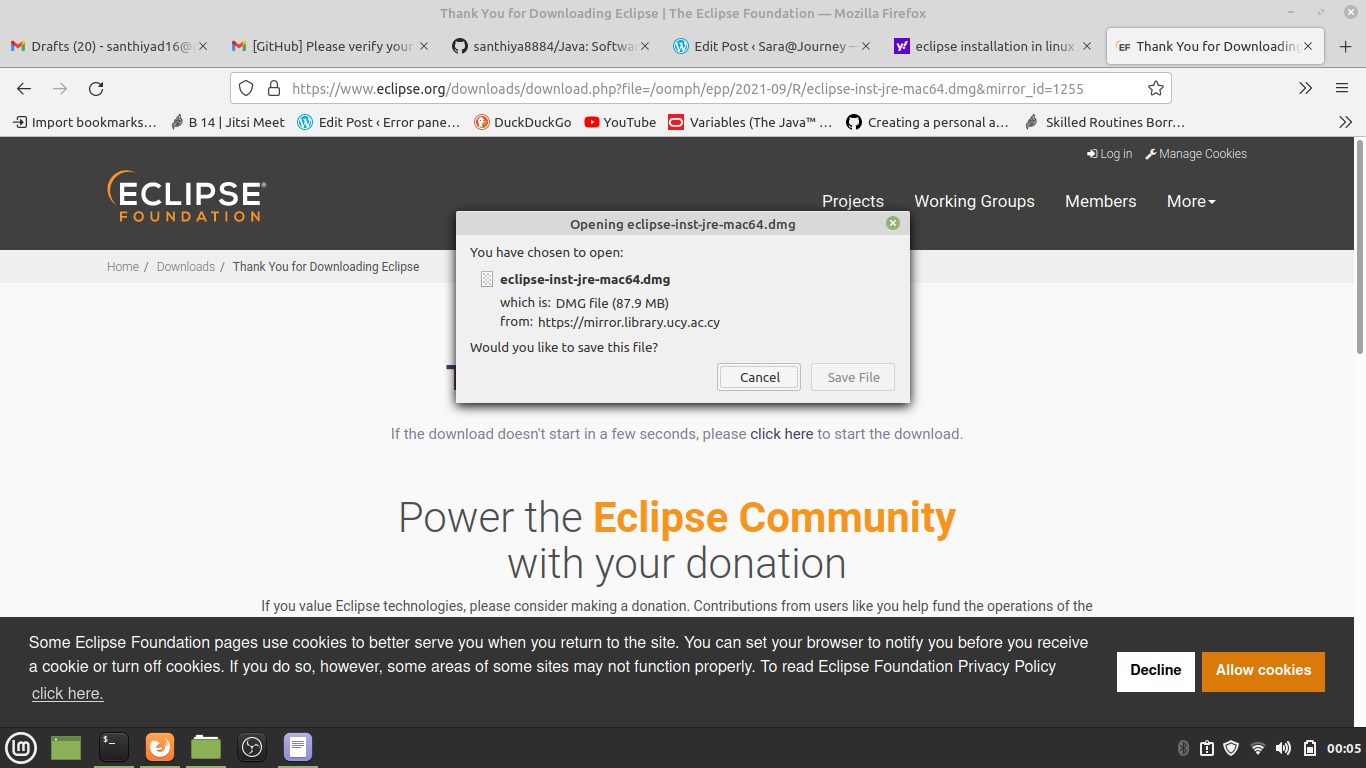 Thank You for Downloading Eclipse | The Eclipse Foundation — Mozilla Firefox
Drafts (20) - santhiyad16@
[GitHub] Please verify your
santhiya8884/Java: Softwa
Edit Post ‹ Sara@Journey —
eclipse installation in linux
EF Thank You for Downloading
https://www.eclipse.org/downloads/download.php?file=/oomph/epp/2021-09/R/eclipse-inst-jre-mac64.dmg&mirror_id=1255
Import bookmarks…
B 14 | Jitsi Meet
Edit Post ‹ Error pane…
DuckDuckGo
YouTube
Variables (The Java™ …
Creating a personal a…
Skilled Routines Borr…
Log in
Manage Cookies
ECLIPSE®
FOUNDATION
Projects
Working Groups
Members
More
Home / Downloads / Thank You for Downloading Eclipse
Opening eclipse-inst-jre-mac64.dmg
You have chosen to open:
eclipse-inst-jre-mac64.dmg
which is: DMG file (87.9 MB)
from: https://mirror.library.ucy.ac.cy
Would you like to save this file?
Cancel
Save File
If the download doesn't start in a few seconds, please click here to start the download.
Power the Eclipse Community
with your donation
If you value Eclipse technologies, please consider making a donation. Contributions from users like you help fund the operations of the
Some Eclipse Foundation pages use cookies to better serve you when you return to the site. You can set your browser to notify you before you receive
a cookie or turn off cookies. If you do so, however, some areas of some sites may not function properly. To read Eclipse Foundation Privacy Policy
click here.
Decline
Allow cookies
00:05